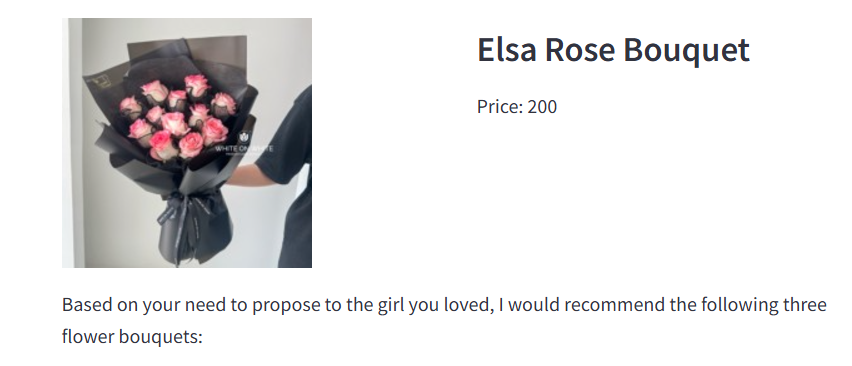 Elsa Rose Bouquet
Price: 200
WHITE ON WHITE
Based on your need to propose to the girl you loved, I would recommend the following three
flower bouquets: